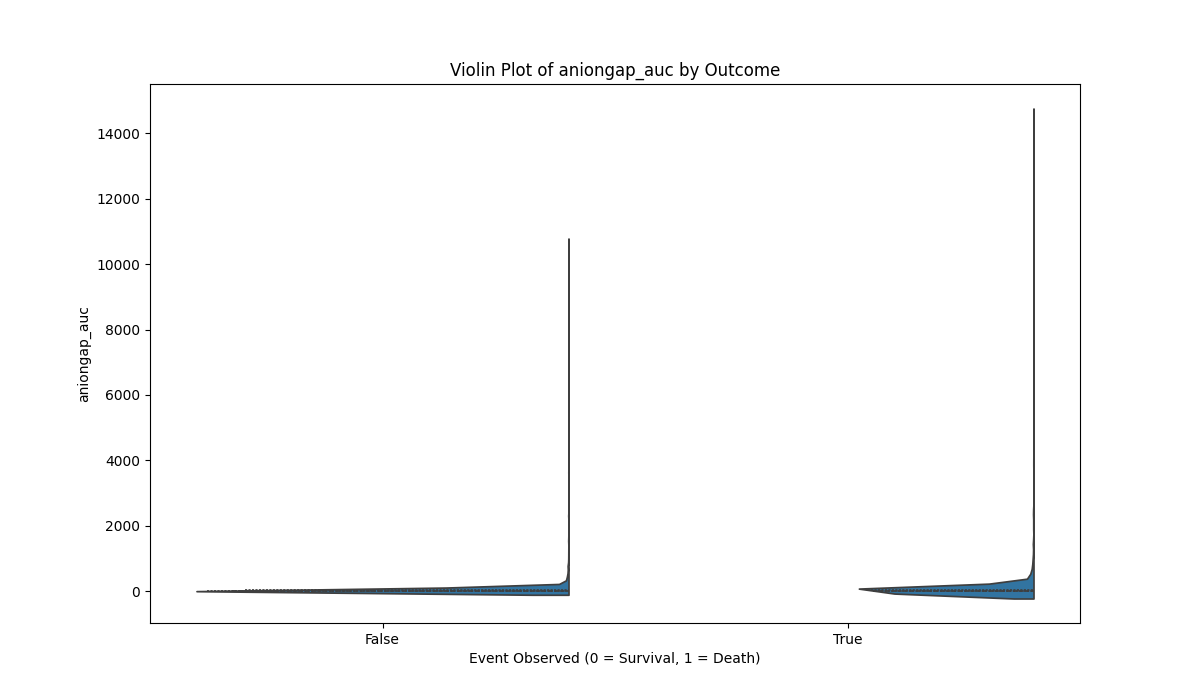 Violin Plot of aniongap_auc by Outcome
14000
12000
10000
8000
6000
4000
2000
0
aniongap_auc
False
True
Event Observed (0 = Survival, 1 = Death)